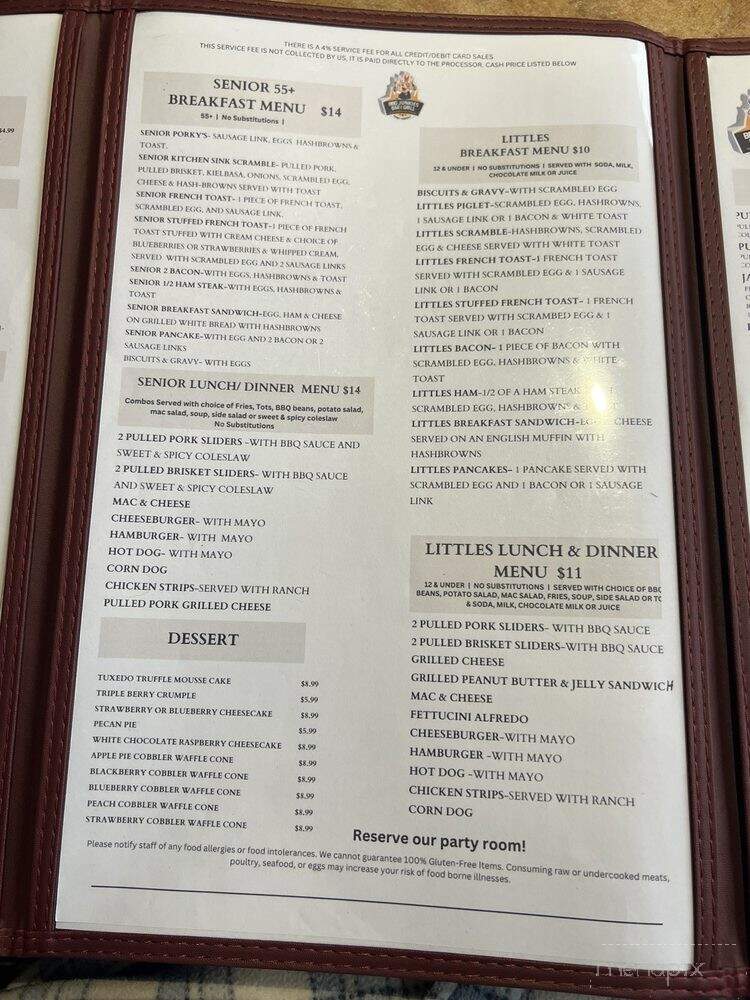 THERE IS A 4% SERVICE FEE FOR ALL CREDIT/DEBIT CARD SALES
THIS SERVICE FEE IS NOT COLLECTED BY US, IT IS PAID DIRECTLY TO THE PROCESSOR. CASH PRICE LISTED BELOW
SENIOR 55+
BREAKFAST MENU $14
55+ | No Substitutions |
SENIOR PORKY'S- SAUSAGE LINK, EGGS HASHBROWNS &
TOAST.
SENIOR KITCHEN SINK SCRAMBLE- PULLED PORK,
PULLED BRISKET, KIELBASA, ONIONS, SCRAMBLED EGG,
CHEESE & HASH-BROWNS SERVED WITH TOAST
SENIOR FRENCH TOAST- 1 PIECE OF FRENCH TOAST,
SCRAMBLED EGG, AND SAUSAGE LINK.
SENIOR STUFFED FRENCH TOAST-1 PIECE OF FRENCH
TOAST STUFFED WITH CREAM CHEESE & CHOICE OF
BLUEBERRIES OR STRAWBERRIES & WHIPPED CREAM,
SERVED WITH SCRAMBLED EGG AND 2 SAUSAGE LINKS
SENIOR 2 BACON-WITH EGGS, HASHBROWNS & TOAST
SENIOR 1/2 HAM STEAK-WITH EGGS, HASHBROWNS &
TOAST
SENIOR BREAKFAST SANDWICH-EGG, HAM & CHEESE
ON GRILLED WHITE BREAD WITH HASHBROWNS
SENIOR PANCAKE-WITH EGG AND 2 BACON OR 2
SAUSAGE LINKS
BISCUITS & GRAVY- WITH EGGS
SENIOR LUNCH/ DINNER MENU $14
Combos Served with choice of Fries, Tots, BBQ beans, potato salad,
mac salad, soup, side salad or sweet & spicy coleslaw
No Substitutions
2 PULLED PORK SLIDERS -WITH BBQ SAUCE AND
SWEET & SPICY COLESLAW
2 PULLED BRISKET SLIDERS- WITH BBQ SAUCE
AND SWEET & SPICY COLESLAW
MAC & CHEESE
CHEESEBURGER- WITH MAYO
HAMBURGER- WITH MAYO
HOT DOG- WITH MAYO
CORN DOG
CHICKEN STRIPS-SERVED WITH RANCH
PULLED PORK GRILLED CHEESE
DESSERT
TUXEDO TRUFFLE MOUSSE CAKE $8.99
TRIPLE BERRY CRUMPLE $5.99
STRAWBERRY OR BLUEBERRY CHEESECAKE $8.99
PECAN PIE $5.99
WHITE CHOCOLATE RASPBERRY CHEESECAKE $8.99
APPLE PIE COBBLER WAFFLE CONE $8.99
BLACKBERRY COBBLER WAFFLE CONE $8.99
BLUEBERRY COBBLER WAFFLE CONE $8.99
PEACH COBBLER WAFFLE CONE $8.99
STRAWBERRY COBBLER WAFFLE CONE $8.99
LITTLES
BREAKFAST MENU $10
12 & UNDER | NO SUBSTITUTIONS | SERVED WITH SODA, MILK,
CHOCOLATE MILK OR JUICE
BISCUITS & GRAVY-WITH SCRAMBLED EGG
LITTLES PIGLET-SCRAMBLED EGG, HASHROWNS,
1 SAUSAGE LINK OR 1 BACON & WHITE TOAST
LITTLES SCRAMBLE-HASHBROWNS, SCRAMBLED
EGG & CHEESE SERVED WITH WHITE TOAST
LITTLES FRENCH TOAST-1 FRENCH TOAST
SERVED WITH SCRAMBLED EGG & 1 SAUSAGE
LINK OR 1 BACON
LITTLES STUFFED FRENCH TOAST- 1 FRENCH
TOAST SERVED WITH SCRAMBED EGG & 1
SAUSAGE LINK OR 1 BACON
LITTLES BACON- 1 PIECE OF BACON WITH
SCRAMBLED EGG, HASHBROWNS & WHITE
TOAST
LITTLES HAM-1/2 OF A HAM STEAK
SCRAMBLED EGG, HASHBROWNS &
LITTLES BREAKFAST SANDWICH-EGG CHEESE
SERVED ON AN ENGLISH MUFFIN WITH
HASHBROWNS
LITTLES PANCAKES- 1 PANCAKE SERVED WITH
SCRAMBLED EGG AND 1 BACON OR 1 SAUSAGE
LINK
LITTLES LUNCH & DINNER
MENU $11
12 & UNDER | NO SUBSTITUTIONS | SERVED WITH CHOICE OF BBQ
BEANS, POTATO SALAD, MAC SALAD, FRIES, SOUP, SIDE SALAD OR TO
& SODA, MILK, CHOCOLATE MILK OR JUICE
2 PULLED PORK SLIDERS- WITH BBQ SAUCE
2 PULLED BRISKET SLIDERS-WITH BBQ SAUCE
GRILLED CHEESE
GRILLED PEANUT BUTTER & JELLY SANDWICH
MAC & CHEESE
FETTUCINI ALFREDO
CHEESEBURGER-WITH MAYO
HAMBURGER -WITH MAYO
HOT DOG -WITH MAYO
CHICKEN STRIPS-SERVED WITH RANCH
CORN DOG
Reserve our party room!
Please notify staff of any food allergies or food intolerances. We cannot guarantee 100% Gluten-Free Items. Consuming raw or undercooked meats,
poultry, seafood, or eggs may increase your risk of food borne illnesses.
menupix